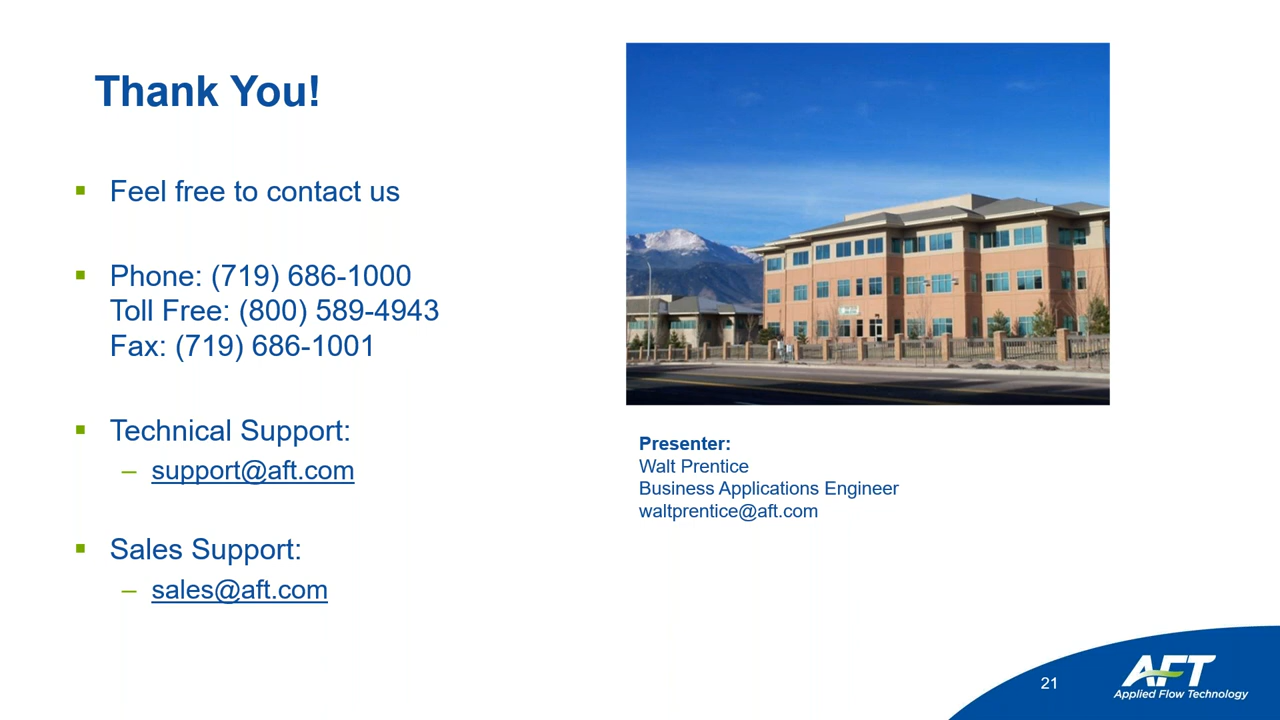 Thank You!
Feel free to contact us
Phone: (719) 686-1000
Toll Free: (800) 589-4943
Fax: (719) 686-1001
Technical Support:
– support@aft.com
Sales Support:
– sales@aft.com
Presenter:
Walt Prentice
Business Applications Engineer
waltprentice@aft.com
21
AFT
Applied Flow Technology